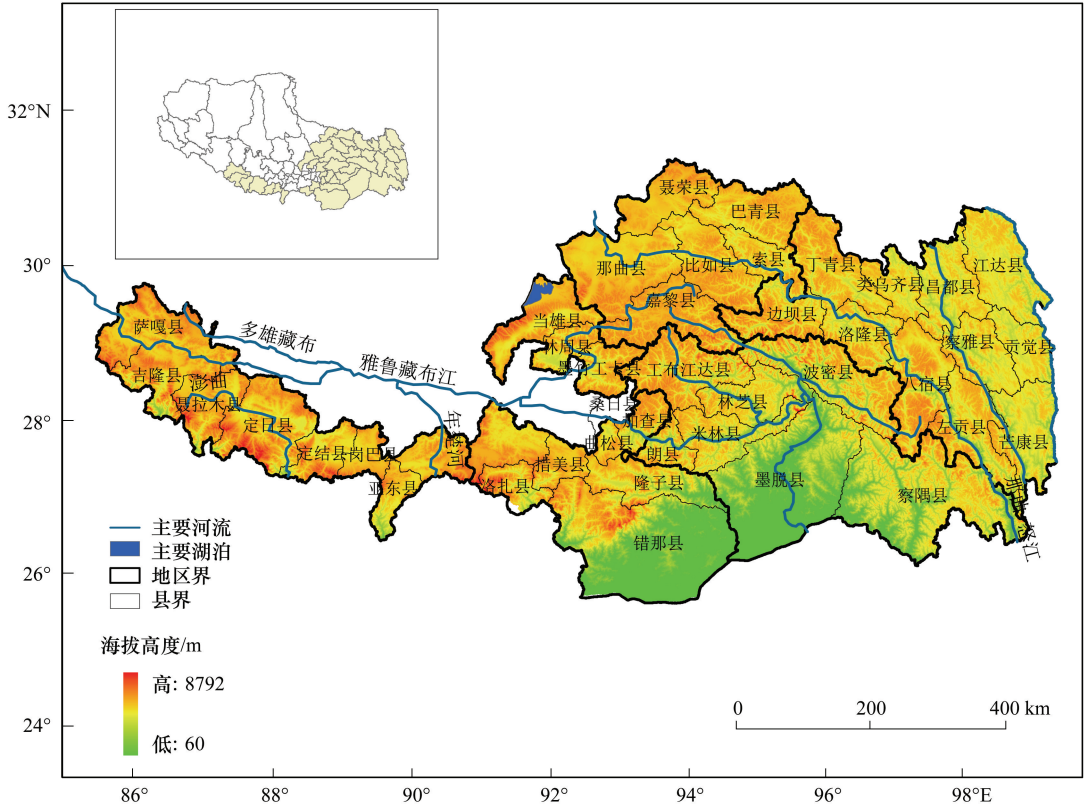 32°N
30°
28°
26°
24°
86°
88°
90°
92°
94°
96°
98°E
聂荣县
巴青县
那曲县
比如县
索县
丁青县
类乌齐县
昌都县
江达县
嘉黎县
边坝县
洛隆县
察雅县
贡觉县
当雄县
林周县
墨竹工卡县
工布江达县
波密县
八宿县
林芝县
桑日县
加查县
米林县
左贡县
芒康县
曲松县
朗县
措美县
隆子县
墨脱县
察隅县
洛扎县
错那县
怒江
萨嘎县
多雄藏布
雅鲁藏布江
吉隆县
澎曲
聂拉木县
定日县
年楚河
定结县
岗巴县
亚东县
主要河流
主要湖泊
地区界
县界
海拔高度/m
高: 8792
低: 60
0
200
400 km